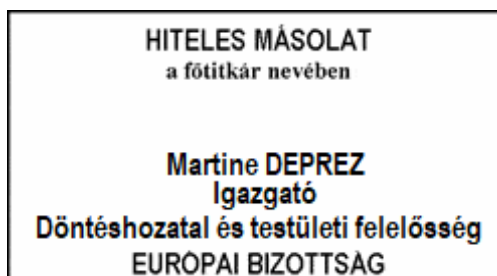 HITELES MÁSOLAT
a főtitkár nevében
Martine DEPREZ
Igazgató
Döntéshozatal és testületi felelősség
EURÓPAI BIZOTTSÁG